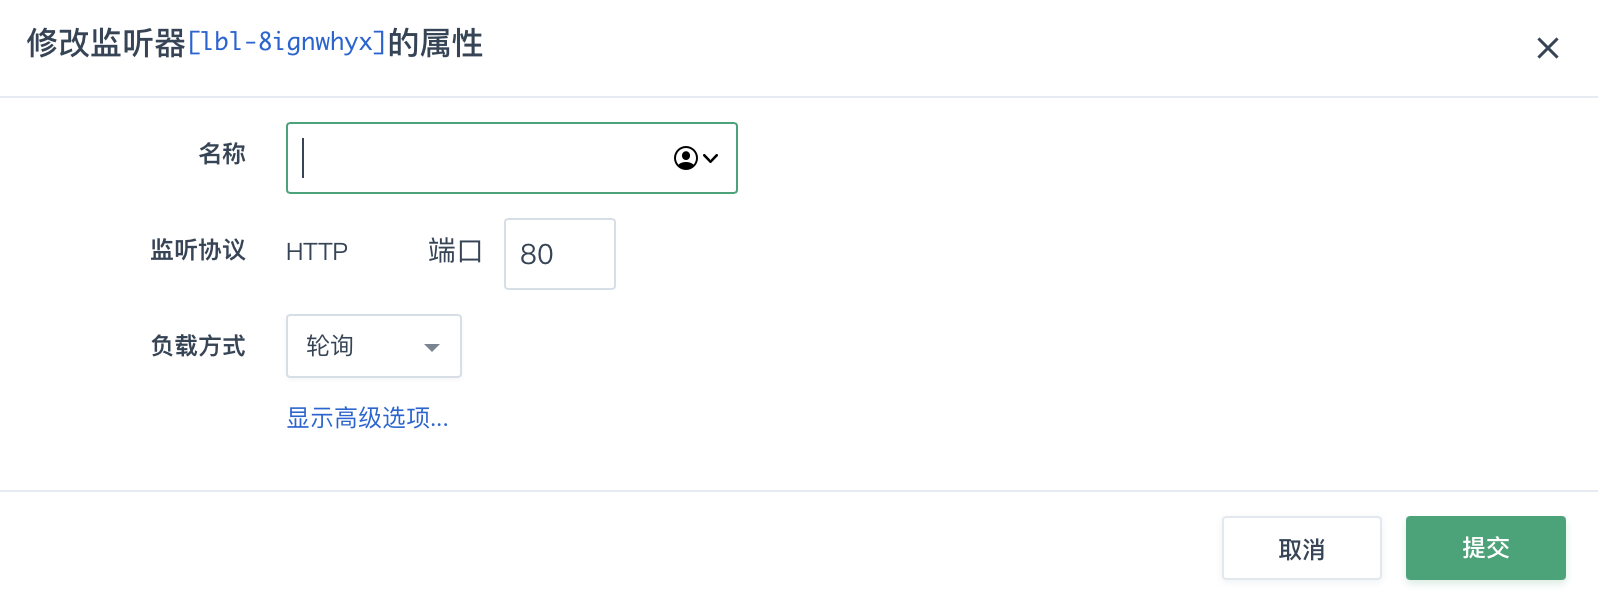 修改监听器[lbl-8ignwhyx]的属性
名称
监听协议 HTTP 端口 80
负载方式 轮询
显示高级选项...
取消 提交